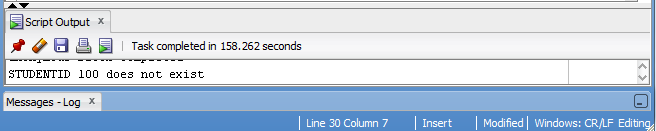 Script Output x
Task completed in 158.262 seconds
STUDENTID 100 does not exist
Messages - Log x
Line 30 Column 7 Insert Modified Windows: CR/LF Editing